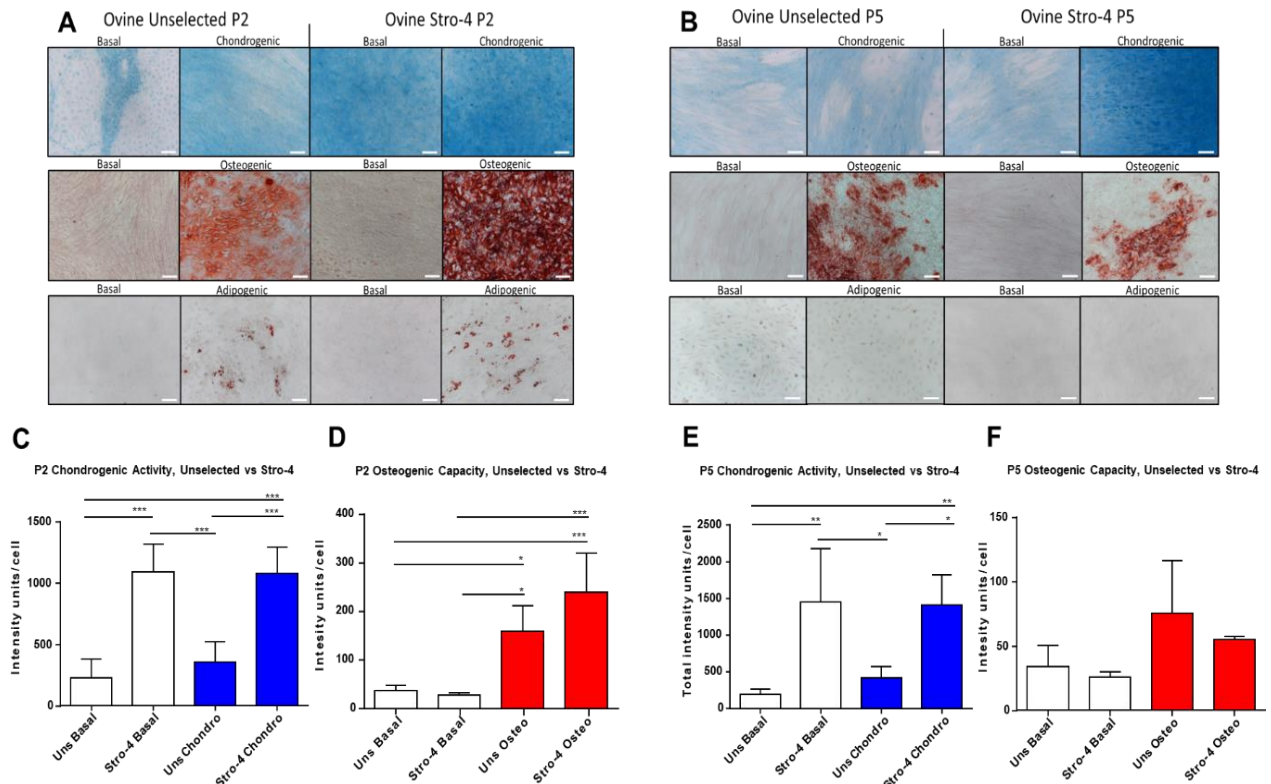 A
Ovine Unselected P2 Ovine Stro-4 P2
Basal Chondrogenic Basal Chondrogenic
Basal Osteogenic Basal Osteogenic
Basal Adipogenic Basal Adipogenic
B
Ovine Unselected P5 Ovine Stro-4 P5
Basal Chondrogenic Basal Chondrogenic
Basal Osteogenic Basal Osteogenic
Basal Adipogenic Basal Adipogenic
C
P2 Chondrogenic Activity, Unselected vs Stro-4
Intensity units/cell
1500
1000
500
0
***
***
***
***
Uns Basal
Stro-4 Basal
Uns Chondro
Stro-4 Chondro
D
P2 Osteogenic Capacity, Unselected vs Stro-4
Intesity units/cell
400
300
200
100
0
***
***
*
*
Uns Basal
Stro-4 Basal
Uns Osteo
Stro-4 Osteo
E
P5 Chondrogenic Activity, Unselected vs Stro-4
Total intensity units/cell
2500
2000
1500
1000
500
0
**
**
*
*
Uns Basal
Stro-4 Basal
Uns Chondro
Stro-4 Chondro
F
P5 Osteogenic Capacity, Unselected vs Stro-4
Intesity units/cell
150
100
50
0
Uns Basal
Stro-4 Basal
Uns Osteo
Stro-4 Osteo